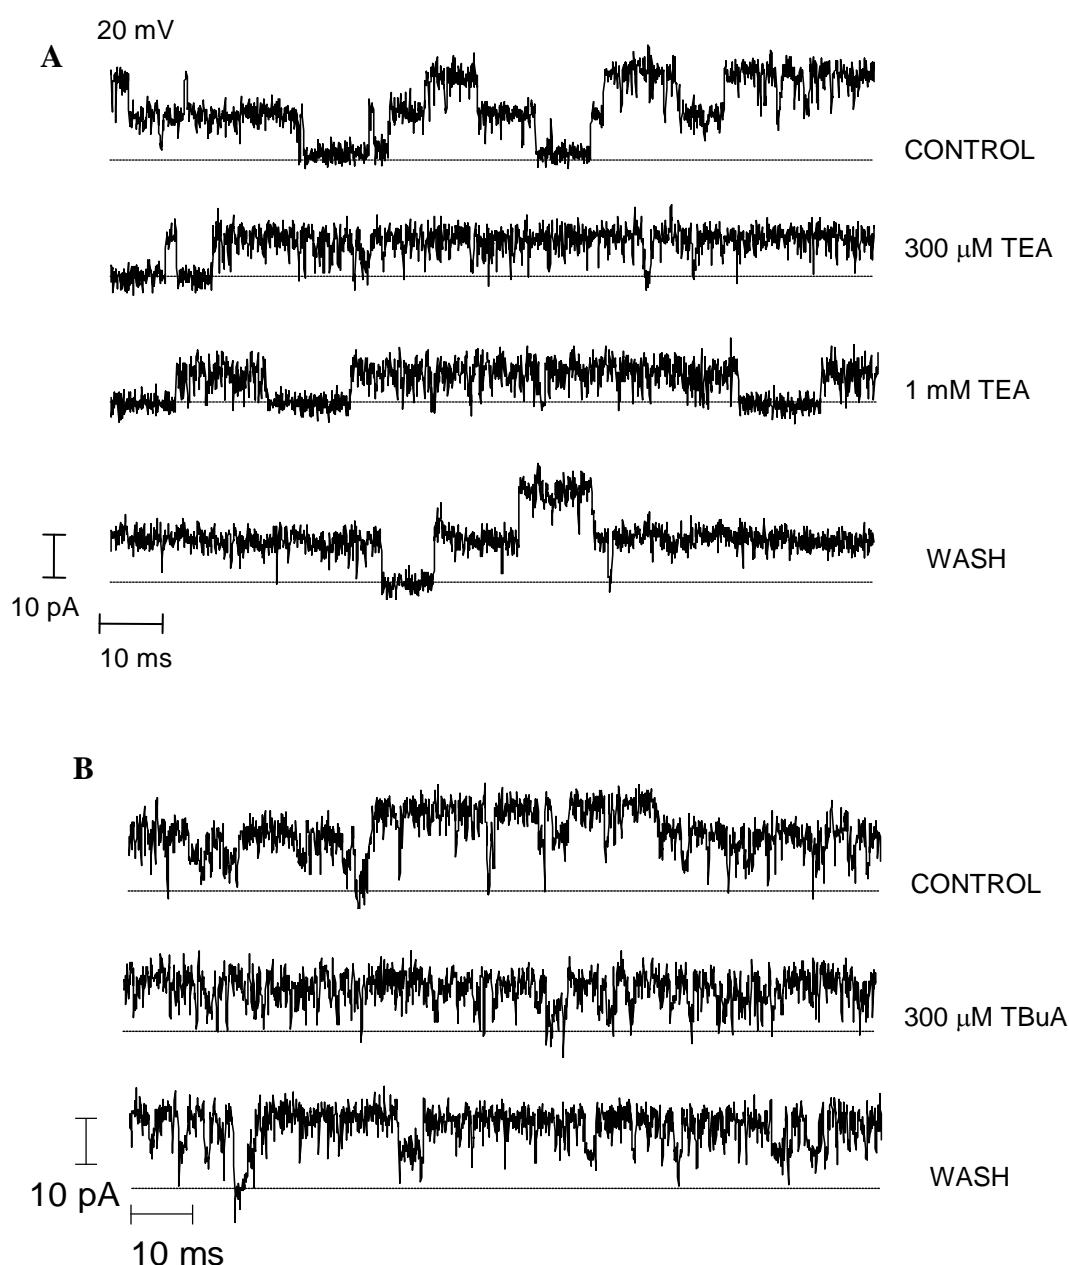 20 mV
A
CONTROL
300 μM TEA
1 mM TEA
WASH
10 pA
10 ms
B
CONTROL
300 μM TBuA
WASH
10 pA
10 ms